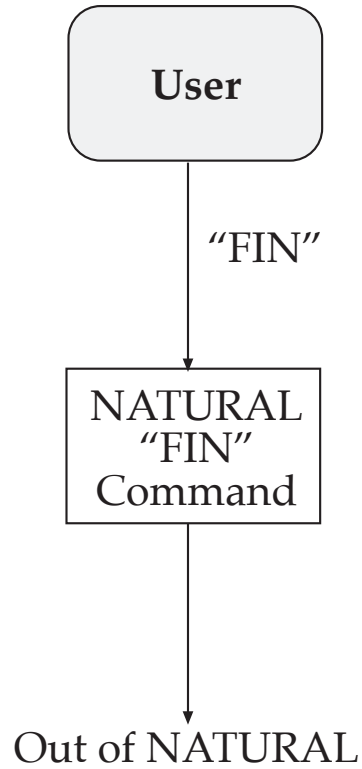 User
“FIN”
NATURAL
“FIN”
Command
Out of NATURAL